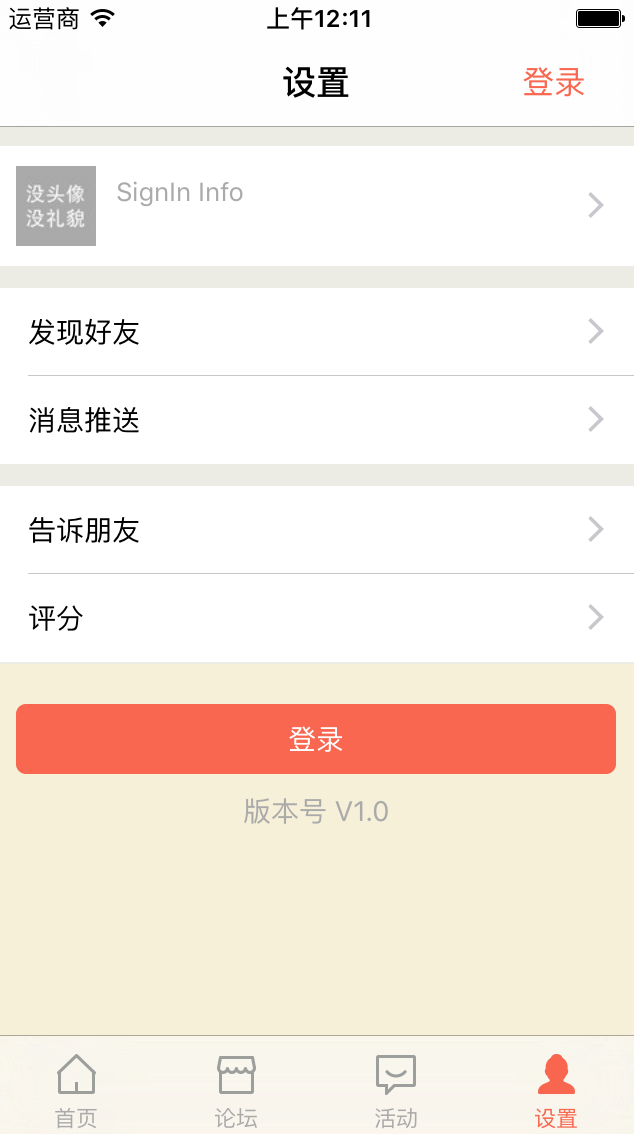 运营商
上午12:11
设置
登录
没头像
没礼貌
SignIn Info
发现好友
消息推送
告诉朋友
评分
登录
版本号 V1.0
首页
论坛
活动
设置